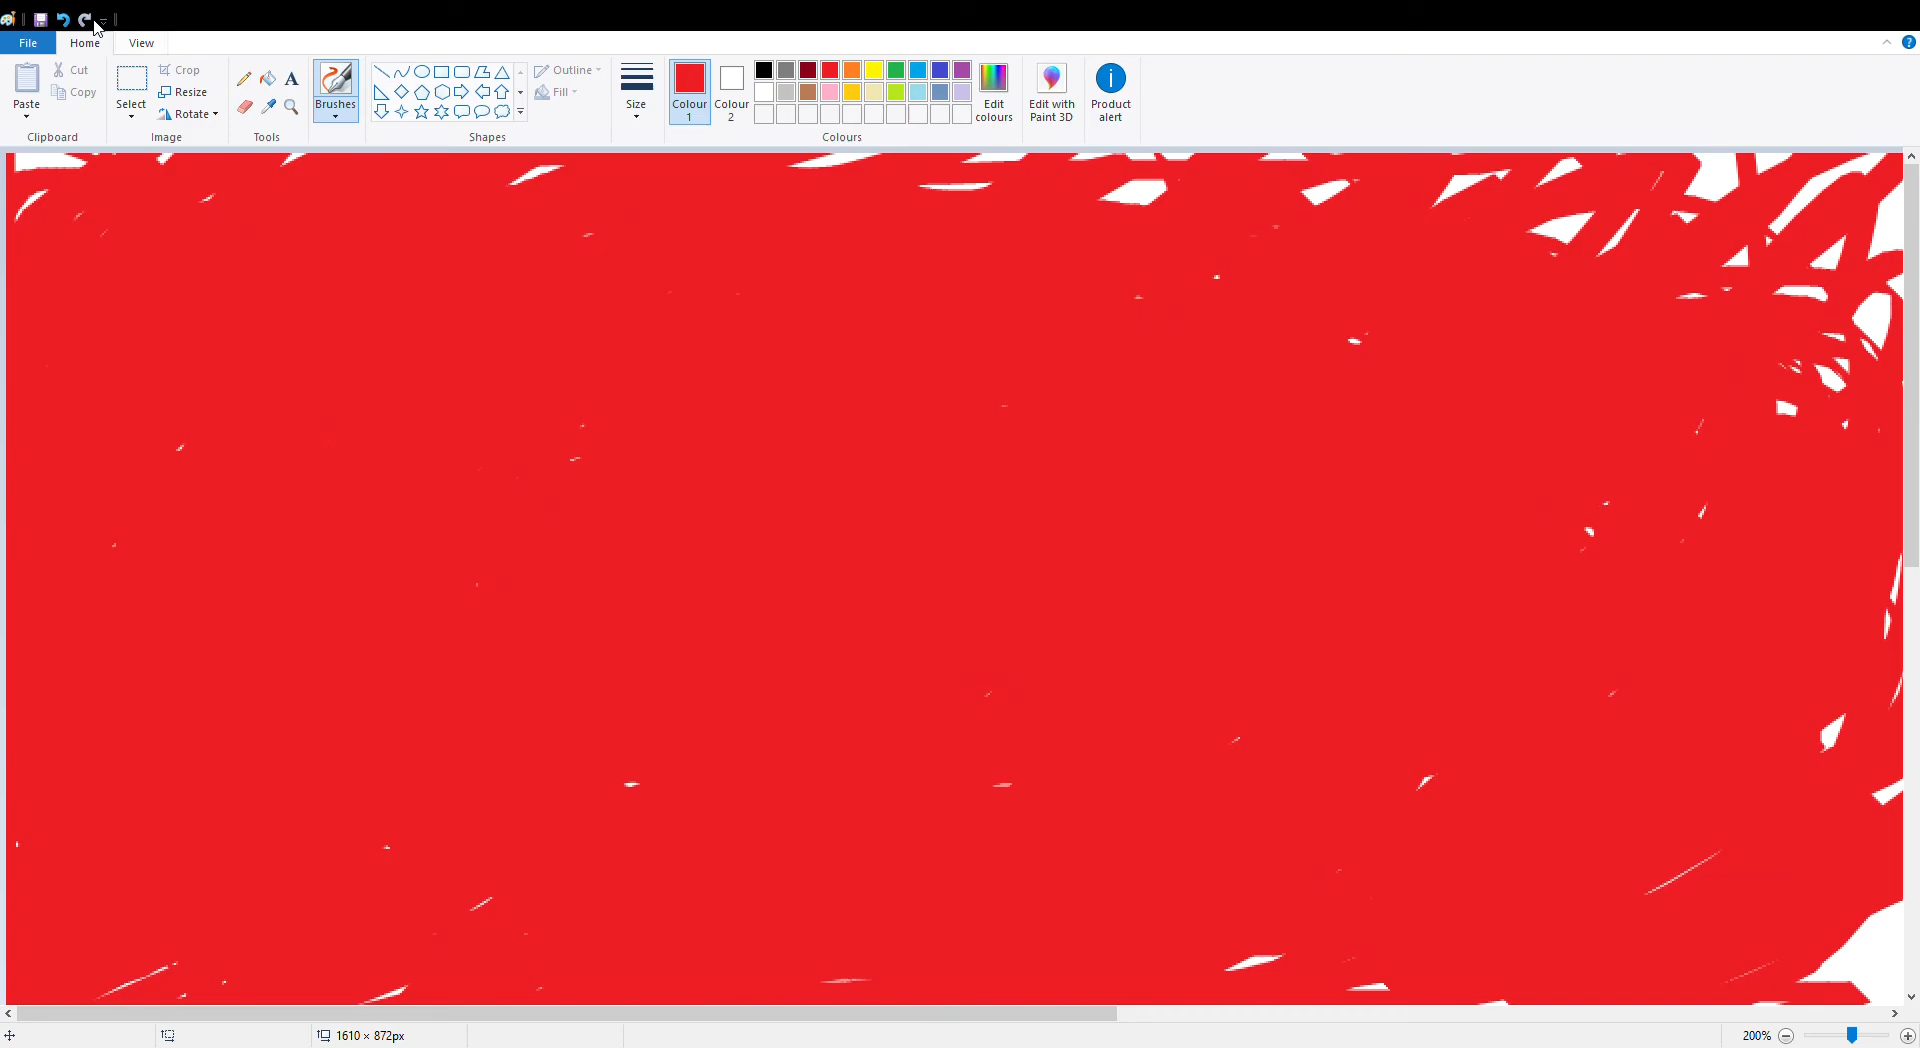 File Home View
Paste
Cut
Copy
Clipboard
Select
Crop
Resize
Rotate
Image
A
Tools
Brushes
Shapes
Outline
Fill
Size
Colour 1
Colour 2
Edit colours
Colours
Edit with Paint 3D
Product alert
1610 × 872px
200%